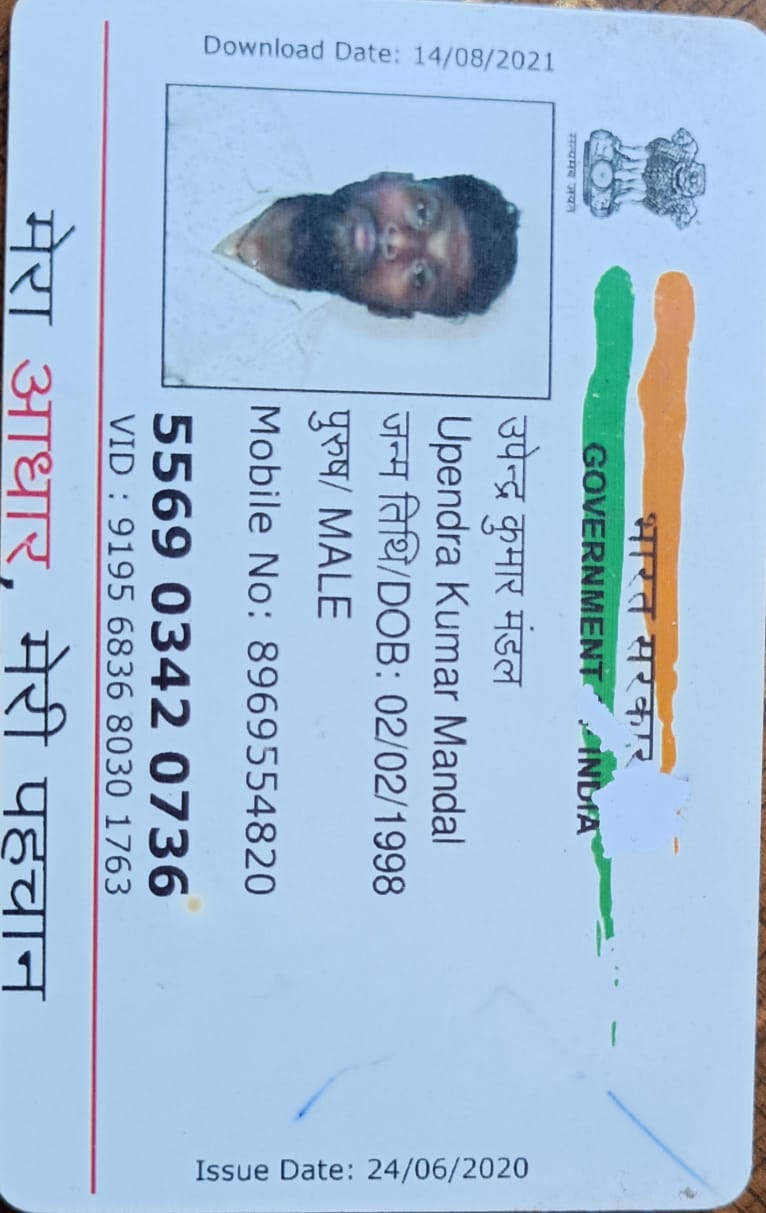 सत्यमेव जयते
भारत सरकार
GOVERNMENT INDIA
Download Date: 14/08/2021
उपेन्द्र कुमार मंडल
Upendra Kumar Mandal
जन्म तिथि/DOB: 02/02/1998
पुरुष/ MALE
Mobile No: 8969554820
5569 0342 0736
VID : 9195 6836 8030 1763
Issue Date: 24/06/2020
मेरा आधार, मेरी पहचान